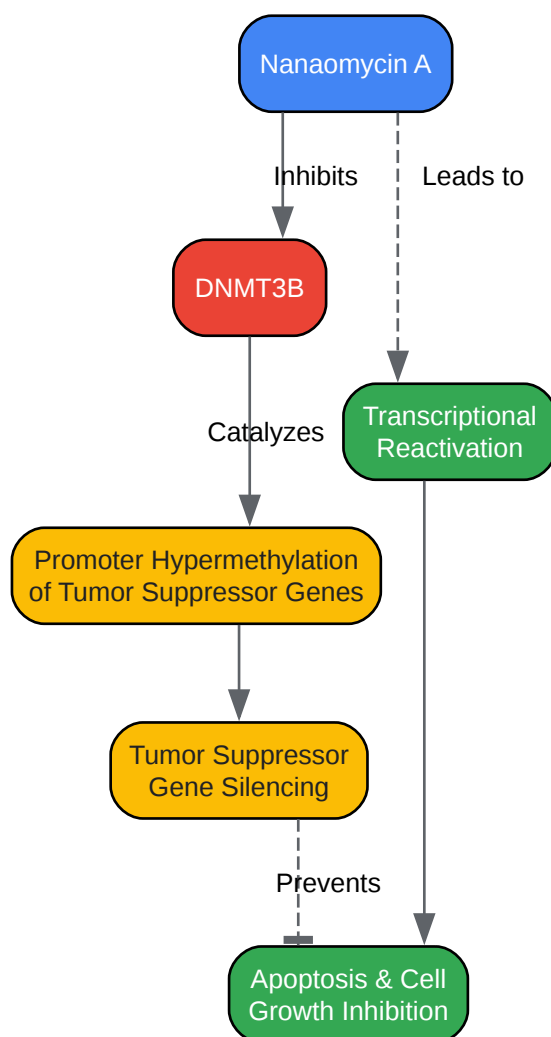 Nanaomycin A
Inhibits
Leads to
DNMT3B
Transcriptional
Reactivation
Catalyzes
Promoter Hypermethylation
of Tumor Suppressor Genes
Tumor Suppressor
Gene Silencing
Prevents
Apoptosis & Cell
Growth Inhibition